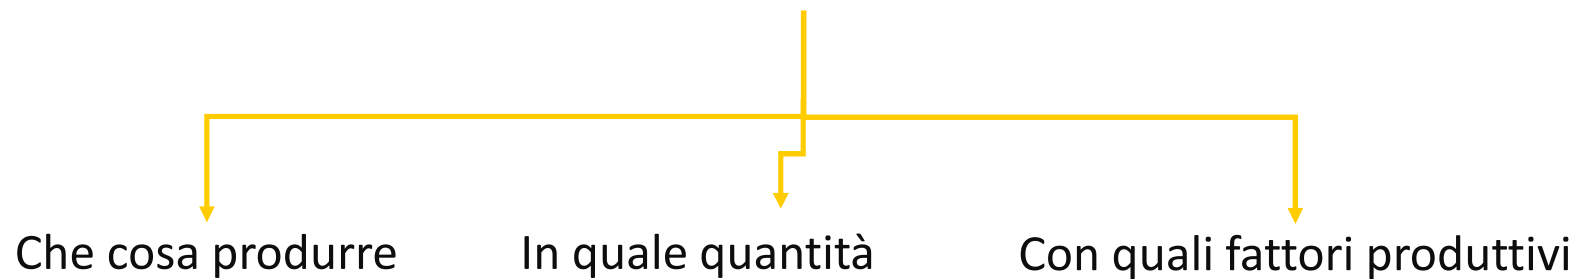 Che cosa produrre
In quale quantità
Con quali fattori produttivi